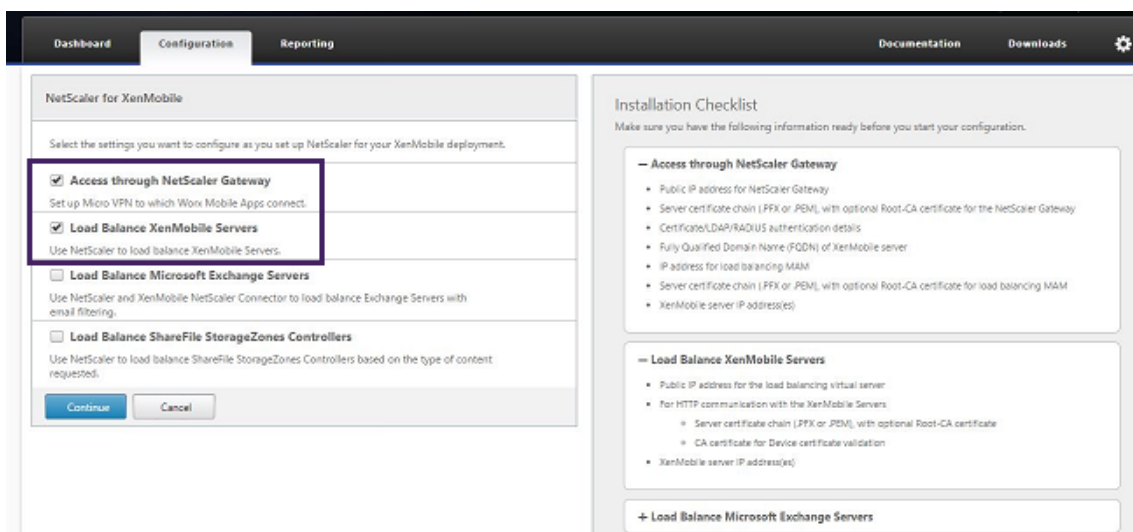 Dashboard Configuration Reporting Documentation Downloads
NetScaler for XenMobile
Select the settings you want to configure as you set up NetScaler for your XenMobile deployment.
Access through NetScaler Gateway
Set up Micro VPN to which Worx Mobile Apps connect.
Load Balance XenMobile Servers
Use NetScaler to load balance XenMobile Servers.
Load Balance Microsoft Exchange Servers
Use NetScaler and XenMobile NetScaler Connector to load balance Exchange Servers with
email filtering.
Load Balance ShareFile StorageZones Controllers
Use NetScaler to load balance ShareFile StorageZones Controllers based on the type of content
requested.
Continue Cancel
Installation Checklist
Make sure you have the following information ready before you start your configuration.
— Access through NetScaler Gateway
• Public IP address for NetScaler Gateway
• Server certificate chain (.PFX or .PEM), with optional Root-CA certificate for the NetScaler Gateway
• Certificate/LDAP/RADIUS authentication details
• Fully Qualified Domain Name (FQDN) of XenMobile server
• IP address for load balancing MAM
• Server certificate chain (.PFX or .PEM), with optional Root-CA certificate for load balancing MAM
• XenMobile server IP address(es)
— Load Balance XenMobile Servers
• Public IP address for the load balancing virtual server
• For HTTP communication with the XenMobile Servers
Server certificate chain (.PFX or .PEM), with optional Root-CA certificate
CA certificate for Device certificate validation
• XenMobile server IP address(es)
+ Load Balance Microsoft Exchange Servers